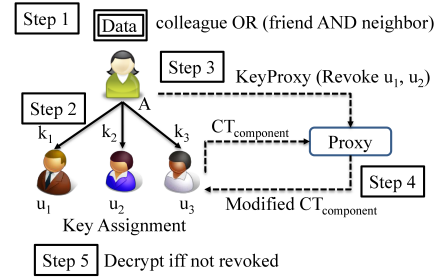 Step 1
Data
colleague OR (friend AND neighbor)
Step 3
KeyProxy (Revoke u1, u2)
A
Step 2
k1
k2
k3
CTcomponent
Proxy
Step 4
u1
u2
u3
Modified CTcomponent
Key Assignment
Step 5
Decrypt iff not revoked